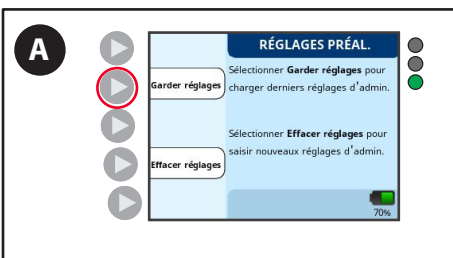 A
RÉGLAGES PRÉAL.
Garder réglages
Sélectionner Garder réglages pour
charger derniers réglages d'admin.
Effacer réglages
Sélectionner Effacer réglages pour
saisir nouveaux réglages d'admin.
70%